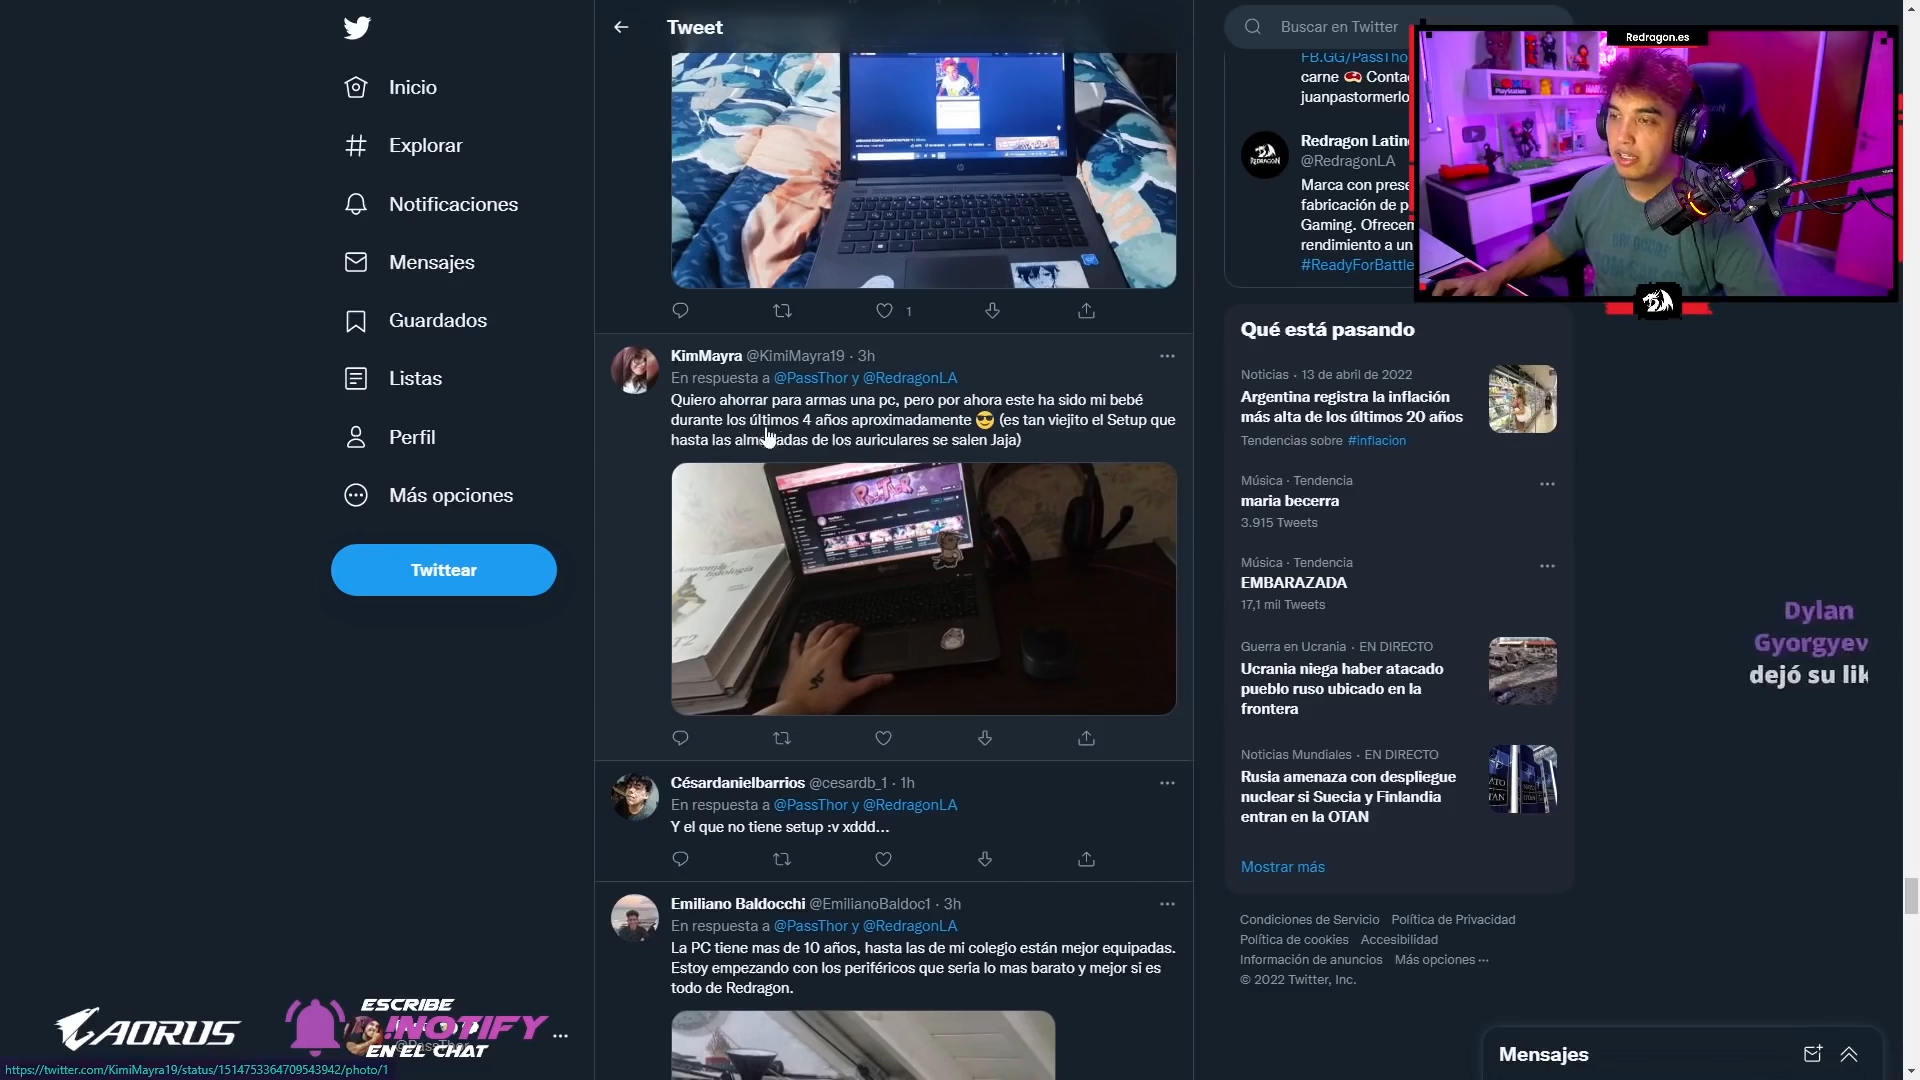 Inicio
Explorar
Notificaciones
Mensajes
Guardados
Listas
Perfil
Más opciones
Twittear
AORUS
ESCRIBE
!NOTIFY
EN EL CHAT
https://twitter.com/KimiMayra19/status/1514753364709543942/photo/1
Tweet
1
KimMayra @KimiMayra19 · 3h
En respuesta a @PassThor y @RedragonLA
Quiero ahorrar para armas una pc, pero por ahora este ha sido mi bebé
durante los últimos 4 años aproximadamente 😎 (es tan viejito el Setup que
hasta las almohadas de los auriculares se salen Jaja)
Césardanielbarrios @cesardb_1 · 1h
En respuesta a @PassThor y @RedragonLA
Y el que no tiene setup :v xddd...
Emiliano Baldocchi @EmilianoBaldoc1 · 3h
En respuesta a @PassThor y @RedragonLA
La PC tiene mas de 10 años, hasta las de mi colegio están mejor equipadas.
Estoy empezando con los periféricos que seria lo mas barato y mejor si es
todo de Redragon.
Buscar en Twitter
FB.GG/PassTho
carne 🥩 Conta
juanpastormerlo
Redragon Latin
@RedragonLA
Marca con prese
fabricación de p
Gaming. Ofrecem
rendimiento a un
#ReadyForBattle
REDRAGON
Redragon.es
Qué está pasando
Noticias · 13 de abril de 2022
Argentina registra la inflación
más alta de los últimos 20 años
Tendencias sobre #inflacion
Música · Tendencia
maria becerra
3.915 Tweets
Música · Tendencia
EMBARAZADA
17,1 mil Tweets
Guerra en Ucrania · EN DIRECTO
Ucrania niega haber atacado
pueblo ruso ubicado en la
frontera
Noticias Mundiales · EN DIRECTO
Rusia amenaza con despliegue
nuclear si Suecia y Finlandia
entran en la OTAN
Mostrar más
Condiciones de Servicio Política de Privacidad
Política de cookies Accesibilidad
Información de anuncios Más opciones ···
© 2022 Twitter, Inc.
Dylan
Gyorgyev
dejó su lik
Mensajes